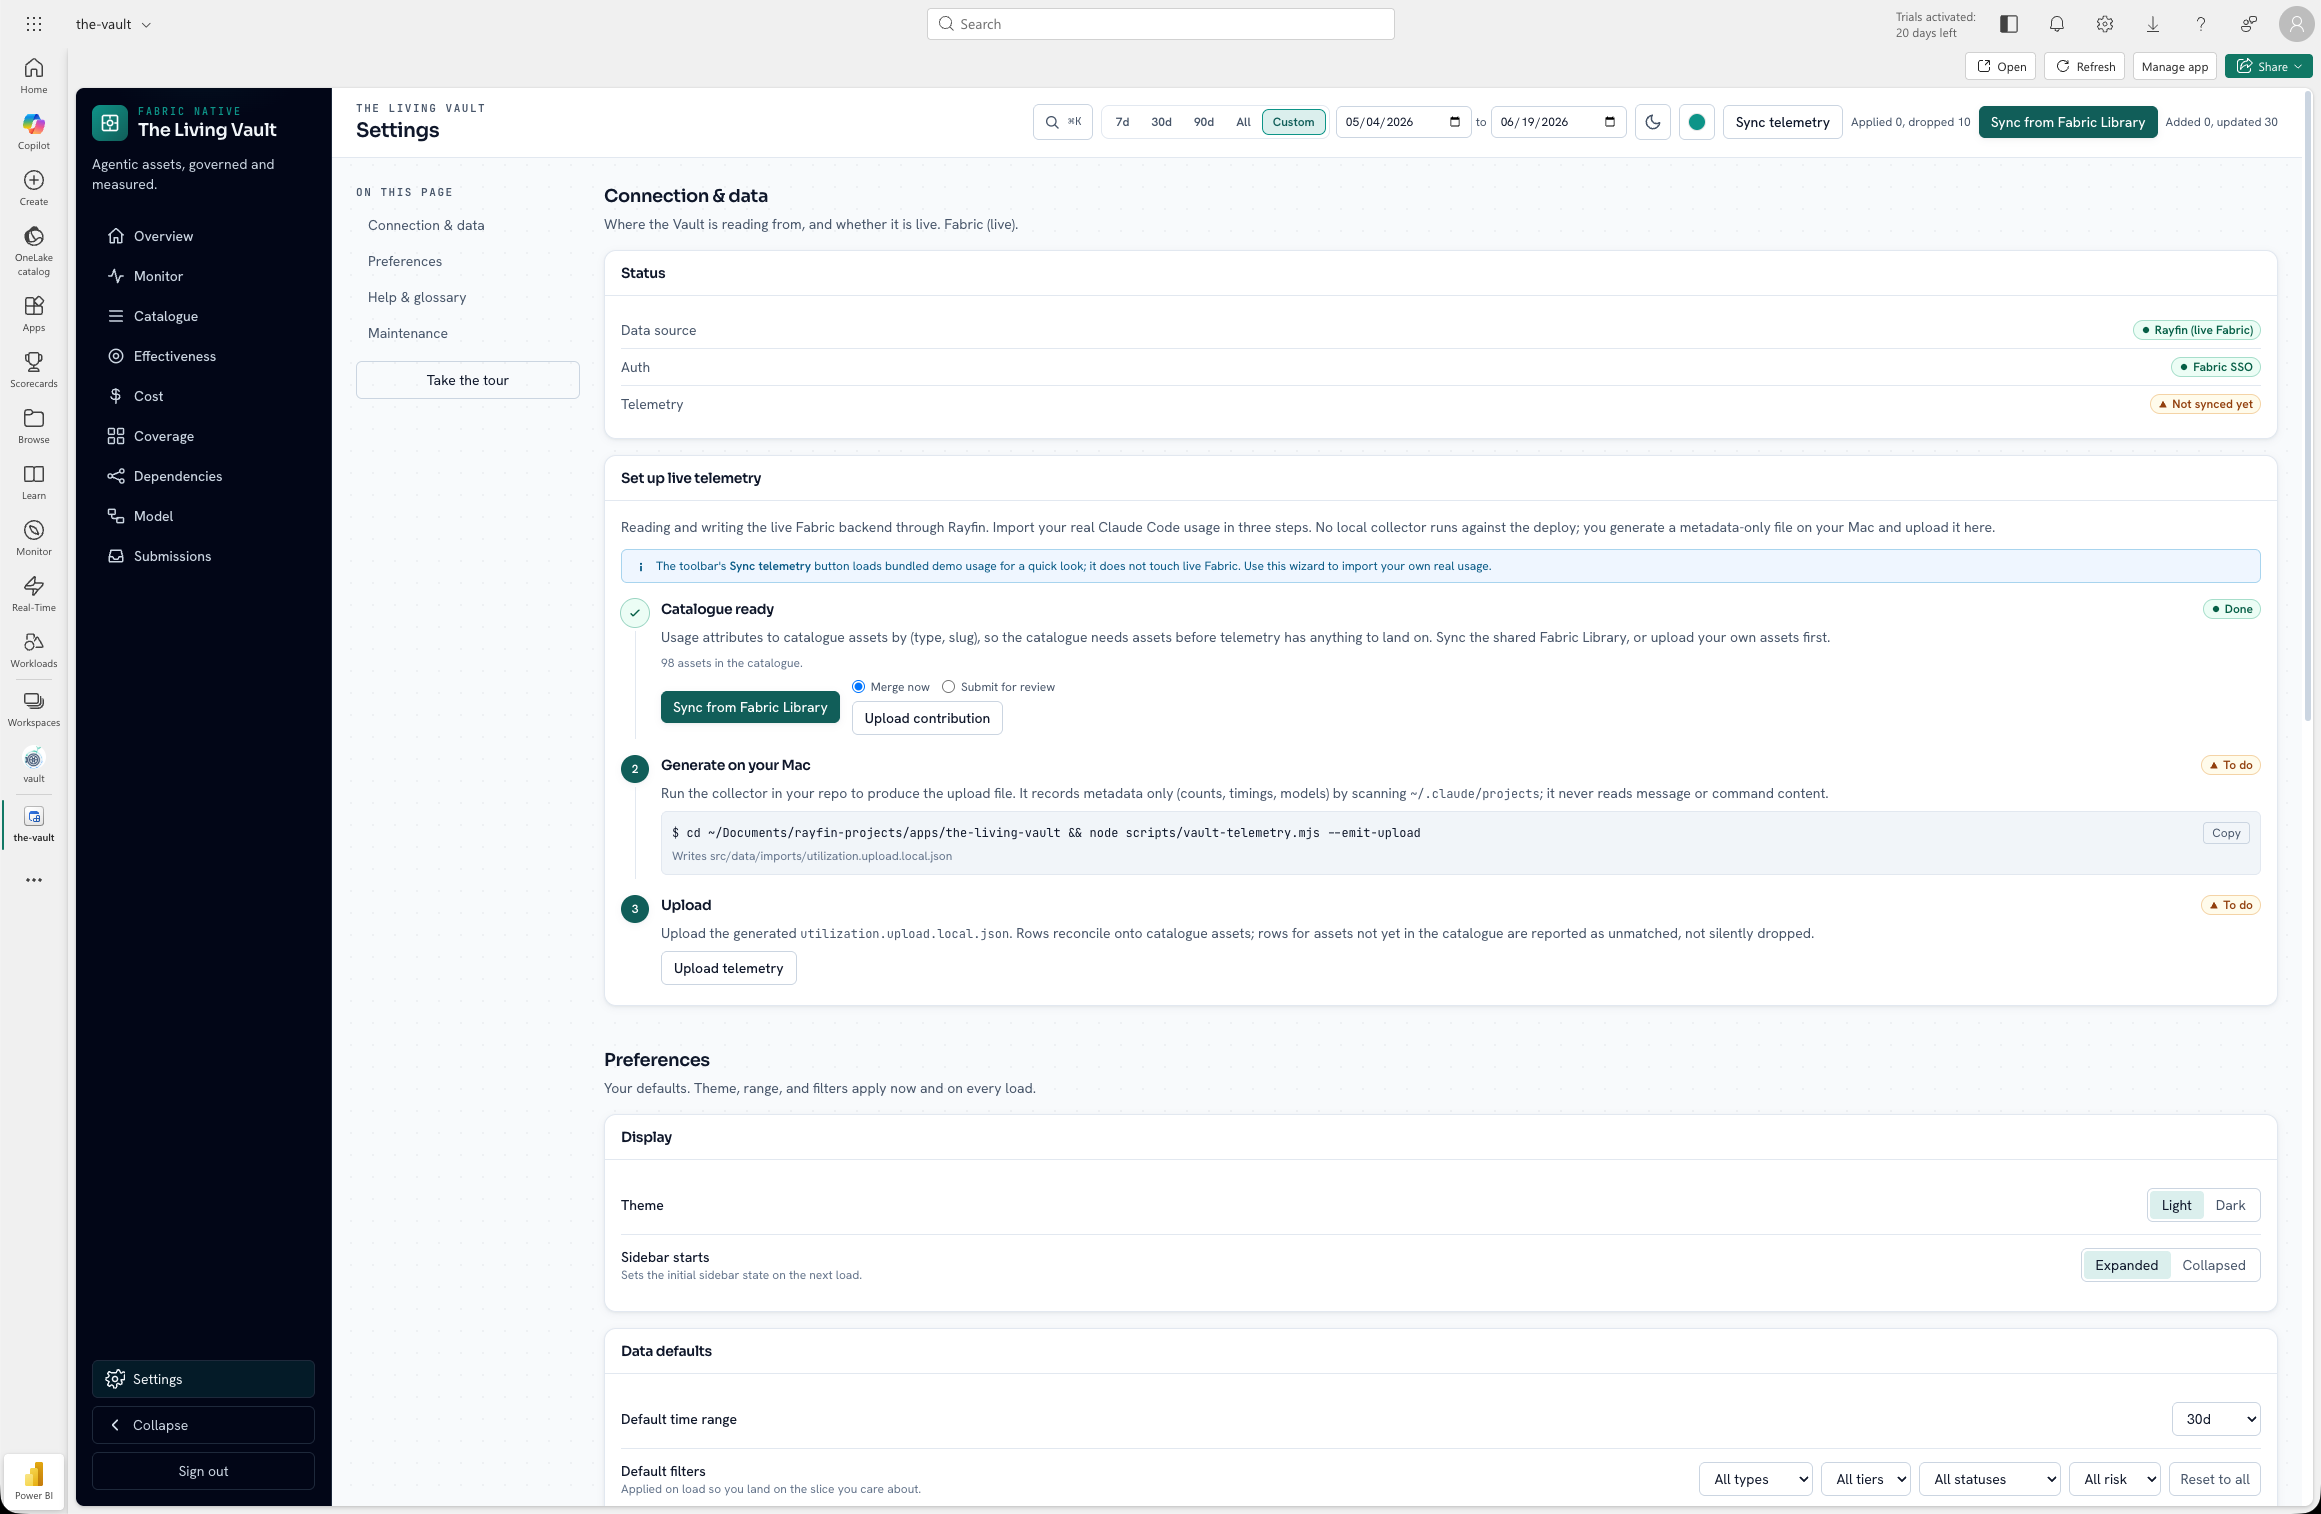 the-vault
Search
Trials activated:
20 days left
Open
Refresh
Manage app
Share
Home
Copilot
Create
OneLake
catalog
Apps
Scorecards
Browse
Learn
Monitor
Real-Time
Workloads
Workspaces
vault
the-vault
Power BI
FABRIC NATIVE
The Living Vault
Agentic assets, governed and
measured.
Overview
Monitor
Catalogue
Effectiveness
Cost
Coverage
Dependencies
Model
Submissions
Settings
Collapse
Sign out
THE LIVING VAULT
Settings
⌘K
7d 30d 90d All Custom
05/04/2026 to 06/19/2026
Sync telemetry
Applied 0, dropped 10
Sync from Fabric Library
Added 0, updated 30
ON THIS PAGE
Connection & data
Preferences
Help & glossary
Maintenance
Take the tour
Connection & data
Where the Vault is reading from, and whether it is live. Fabric (live).
Status
Data source
Rayfin (live Fabric)
Auth
Fabric SSO
Telemetry
Not synced yet
Set up live telemetry
Reading and writing the live Fabric backend through Rayfin. Import your real Claude Code usage in three steps. No local collector runs against the deploy; you generate a metadata-only file on your Mac and upload it here.
The toolbar's Sync telemetry button loads bundled demo usage for a quick look; it does not touch live Fabric. Use this wizard to import your own real usage.
Catalogue ready
Done
Usage attributes to catalogue assets by (type, slug), so the catalogue needs assets before telemetry has anything to land on. Sync the shared Fabric Library, or upload your own assets first.
98 assets in the catalogue.
Sync from Fabric Library
Merge now
Submit for review
Upload contribution
2
Generate on your Mac
To do
Run the collector in your repo to produce the upload file. It records metadata only (counts, timings, models) by scanning ~/.claude/projects; it never reads message or command content.
$ cd ~/Documents/rayfin-projects/apps/the-living-vault && node scripts/vault-telemetry.mjs --emit-upload
Copy
Writes src/data/imports/utilization.upload.local.json
3
Upload
To do
Upload the generated utilization.upload.local.json. Rows reconcile onto catalogue assets; rows for assets not yet in the catalogue are reported as unmatched, not silently dropped.
Upload telemetry
Preferences
Your defaults. Theme, range, and filters apply now and on every load.
Display
Theme
Light Dark
Sidebar starts
Sets the initial sidebar state on the next load.
Expanded Collapsed
Data defaults
Default time range
30d
Default filters
Applied on load so you land on the slice you care about.
All types
All tiers
All statuses
All risk
Reset to all